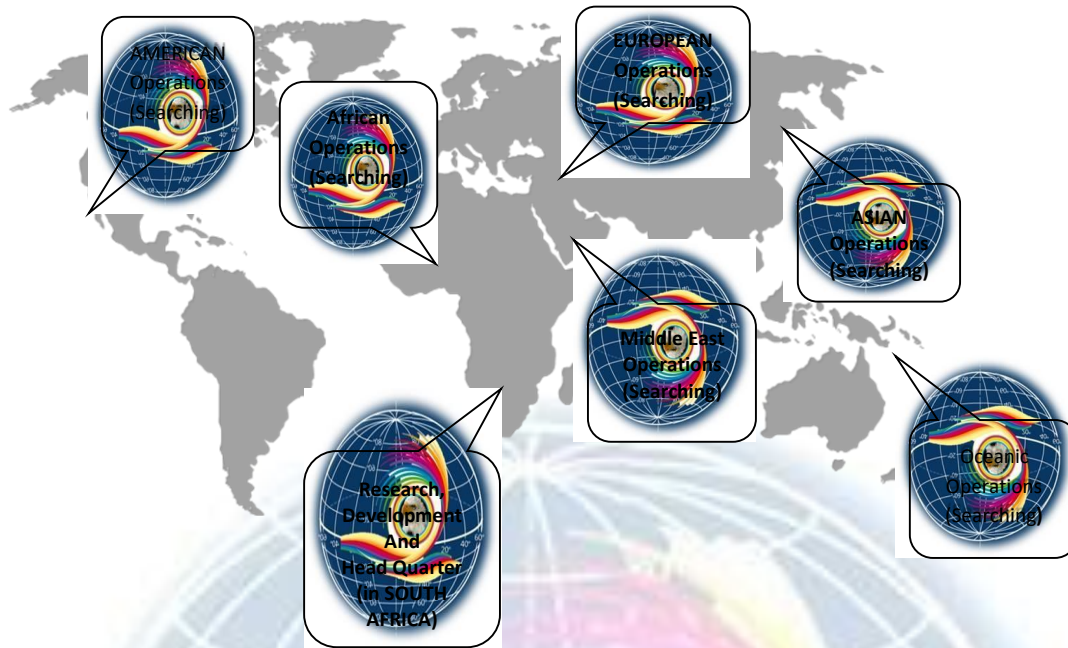 AMERICAN
Operations
(Searching)
African
Operations
(Searching)
EUROPEAN
Operations
(Searching)
ASIAN
Operations
(Searching)
Middle East
Operations
(Searching)
Research,
Development
And
Head Quarter
(in SOUTH
AFRICA)
Oceanic
Operations
(Searching)